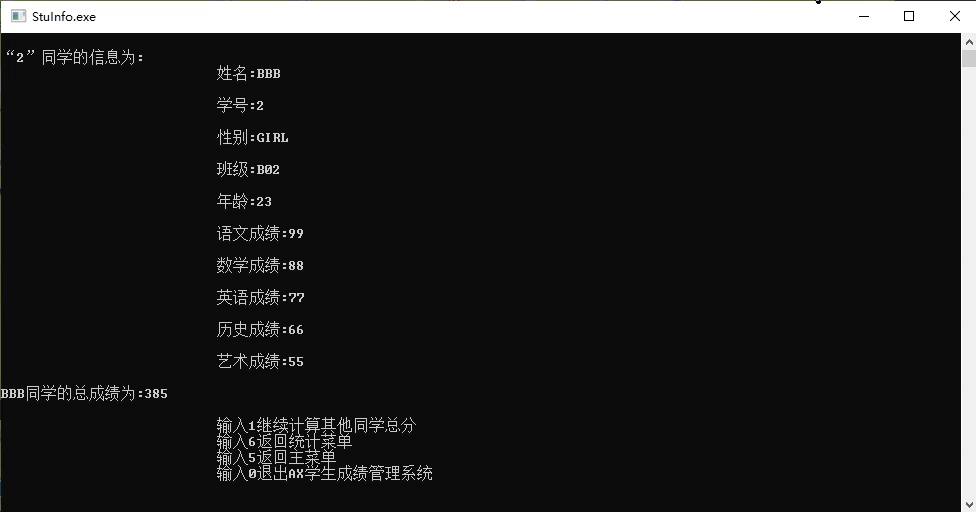 StuInfo.exe
“2”同学的信息为:
姓名:BBB
学号:2
性别:GIRL
班级:B02
年龄:23
语文成绩:99
数学成绩:88
英语成绩:77
历史成绩:66
艺术成绩:55
BBB同学的总成绩为:385
输入1继续计算其他同学总分
输入6返回统计菜单
输入5返回主菜单
输入0退出AX学生成绩管理系统